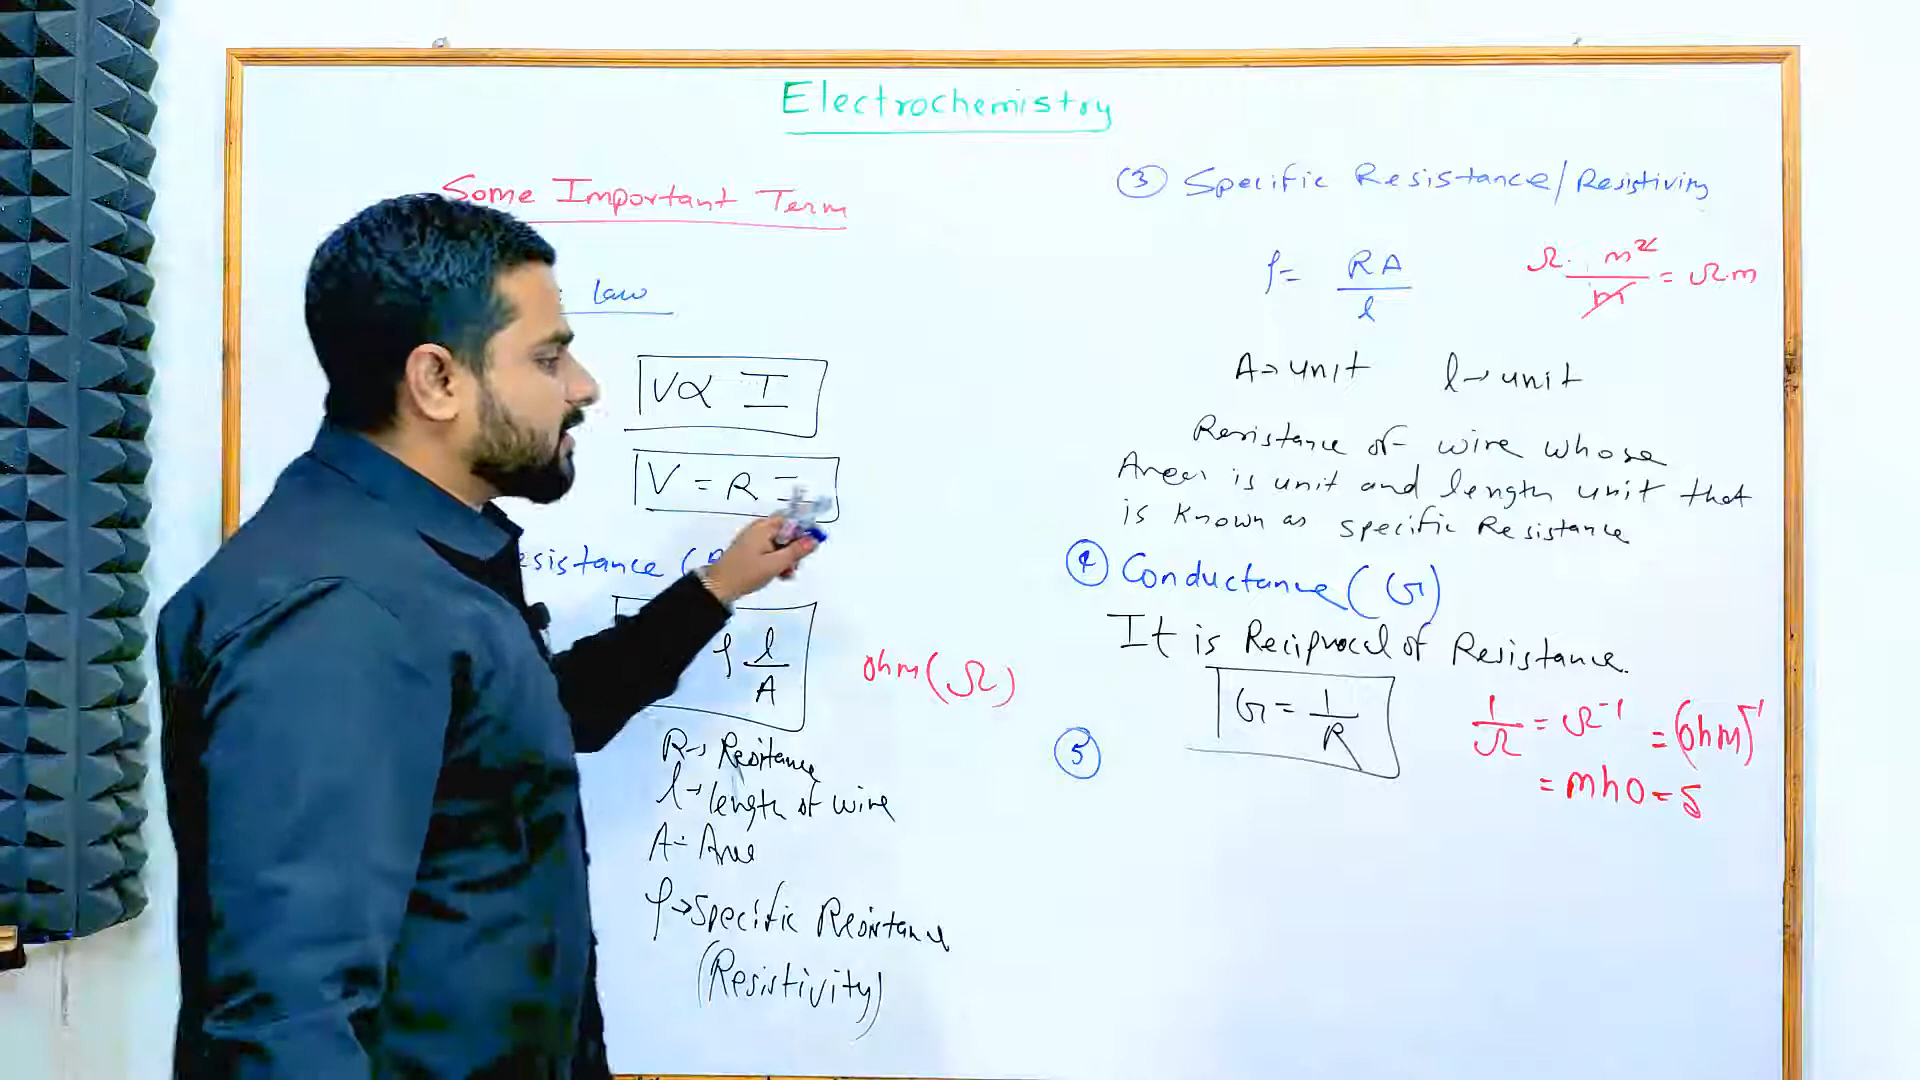 Electrochemistry
Some Important Term
: law
V ∝ I
V = R I
esistance (
ρ l/A
ohm (Ω)
R → Resistance
l → length of wire
A = Area
ρ → Specific Resistance
(Resistivity)
③ Specific Resistance/Resistivity
ρ = RA/l
Ω. m²/m = Ω.m
A → unit l → unit
Resistance of wire whose
Area is unit and length unit that
is known as specific Resistance
④ Conductance (G)
It is Reciprocal of Resistance.
G = 1/R
1/Ω = Ω⁻¹ = (ohm)⁻¹
= mho = S
⑤